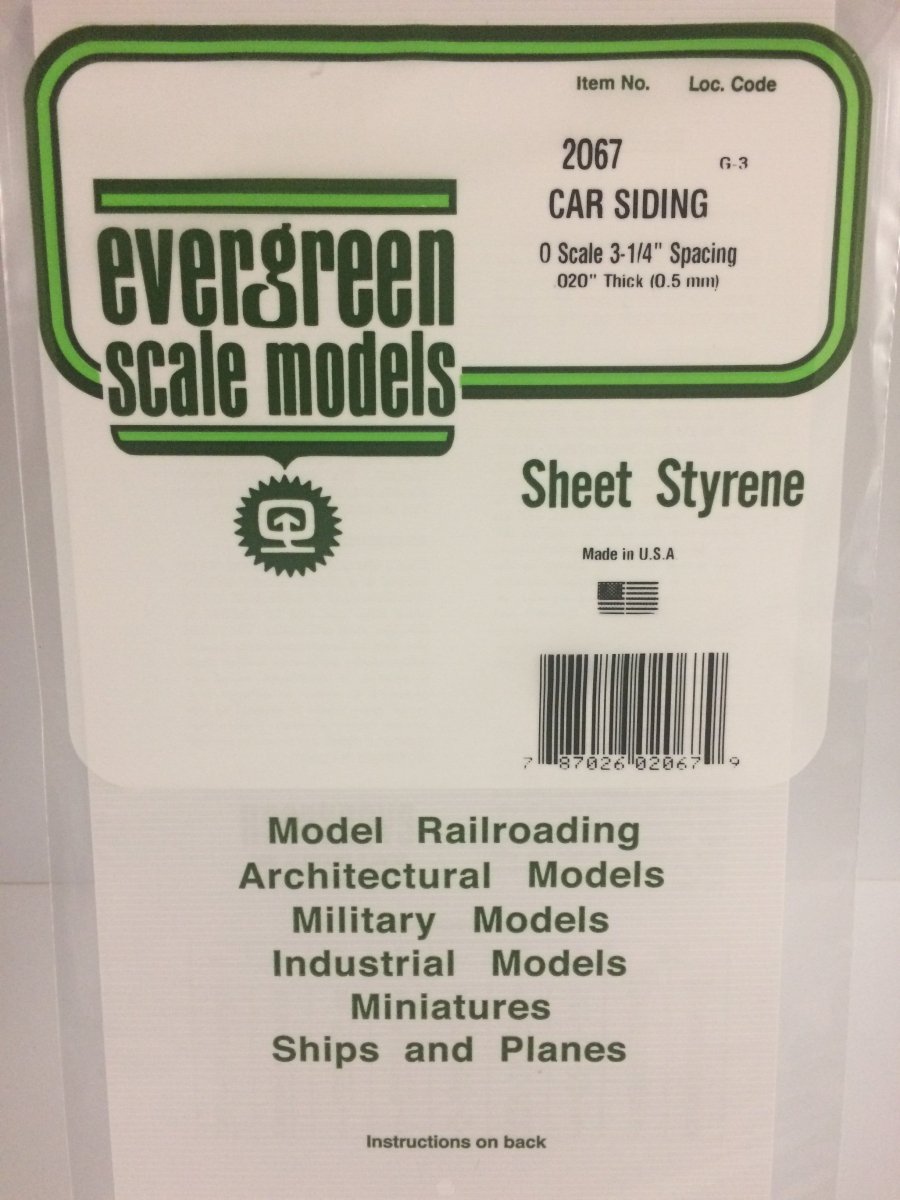 Item No. Loc. Code
2067 G-3
CAR SIDING
O Scale 3-1/4" Spacing
.020" Thick (0.5 mm)
evergreen
scale models
Sheet Styrene
Made in U.S.A
7 87026 02067 9
Model Railroading
Architectural Models
Military Models
Industrial Models
Miniatures
Ships and Planes
Instructions on back